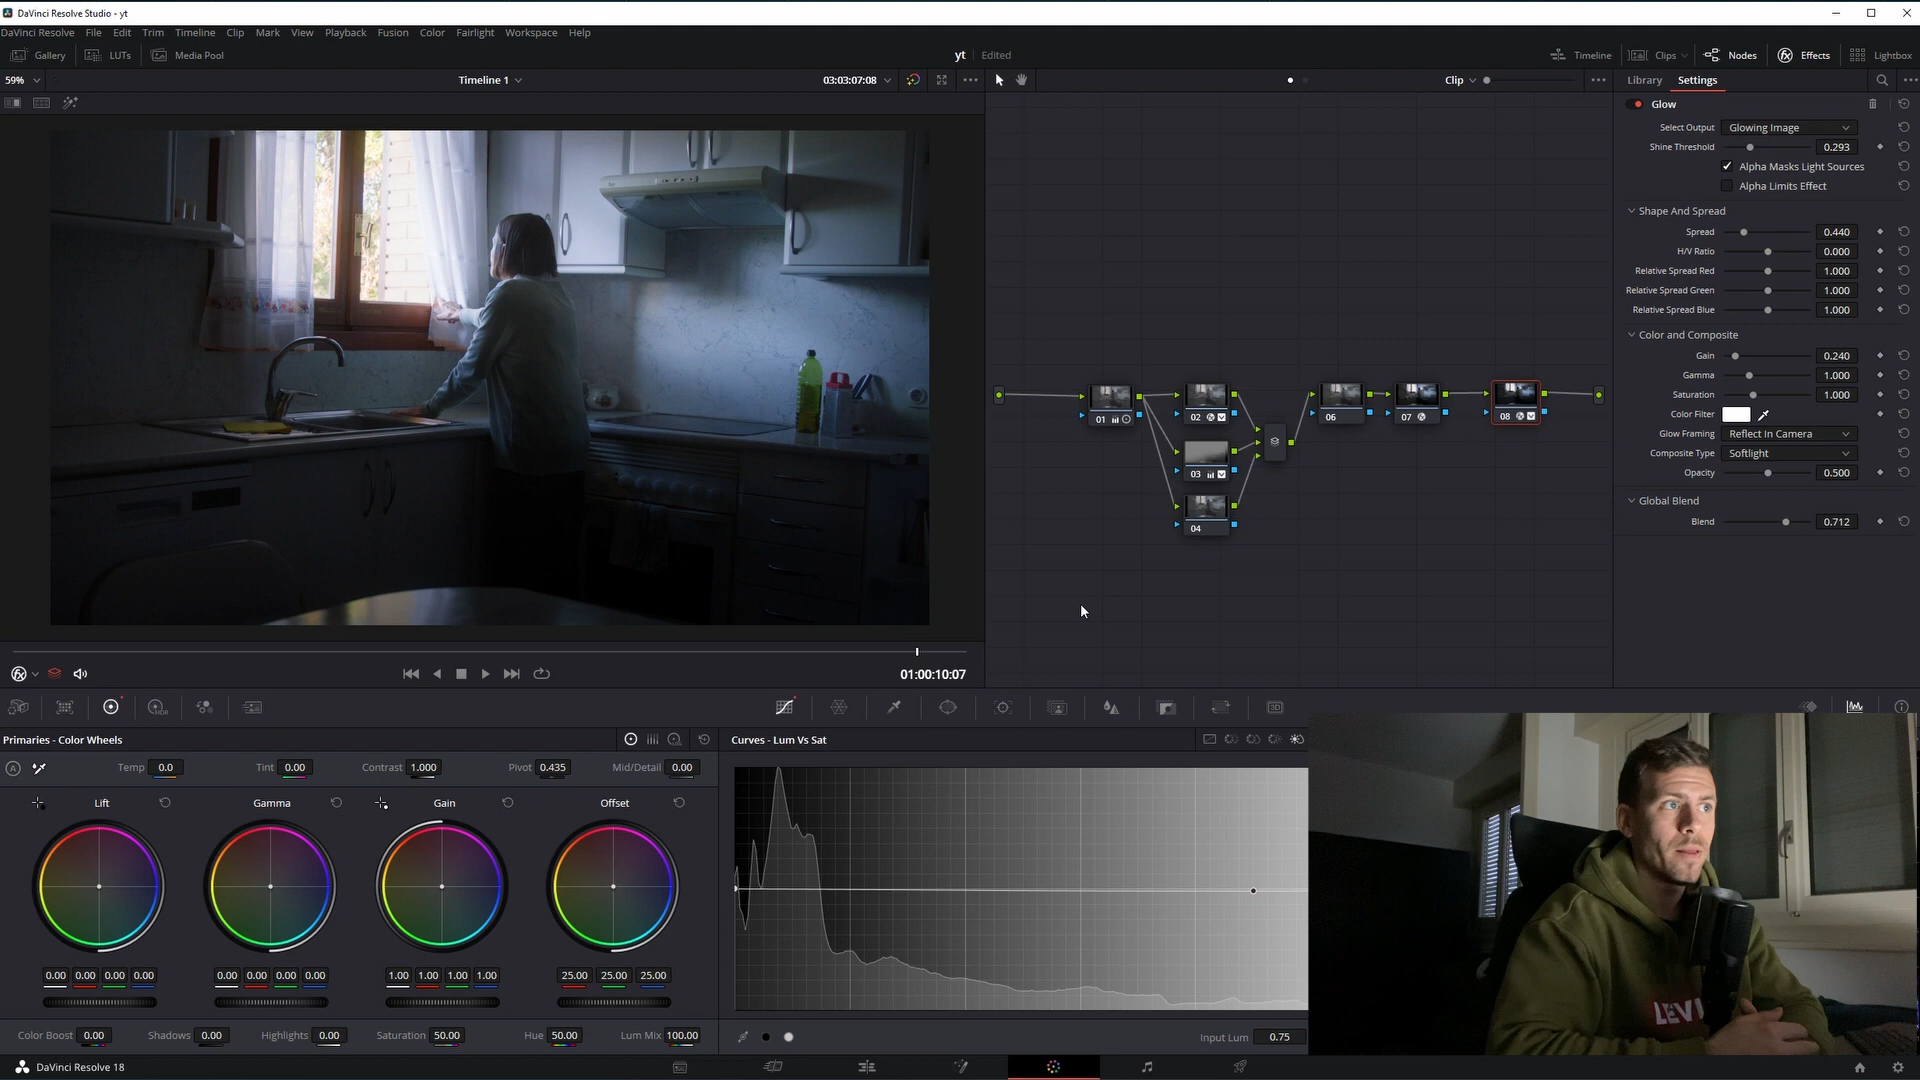 DaVinci Resolve Studio - yt
DaVinci Resolve File Edit Trim Timeline Clip Mark View Playback Fusion Color Fairlight Workspace Help
Gallery LUTs Media Pool yt Edited Timeline Clips Nodes Effects Lightbox
59% Timeline 1 03:03:07:08 Clip Library Settings
Glow
Select Output Glowing Image
Shine Threshold 0.293
Alpha Masks Light Sources
Alpha Limits Effect
Shape And Spread
Spread 0.440
H/V Ratio 0.000
Relative Spread Red 1.000
Relative Spread Green 1.000
Relative Spread Blue 1.000
Color and Composite
Gain 0.240
Gamma 1.000
Saturation 1.000
Color Filter
Glow Framing Reflect In Camera
Composite Type Softlight
Opacity 0.500
Global Blend
Blend 0.712
01 02 06 07 08
03
04
01:00:10:07
HDR
3D
Primaries - Color Wheels Curves - Lum Vs Sat
A Temp 0.0 Tint 0.00 Contrast 1.000 Pivot 0.435 Mid/Detail 0.00
Lift Gamma Gain Offset
0.00 0.00 0.00 0.00 0.00 0.00 0.00 0.00 1.00 1.00 1.00 1.00 25.00 25.00 25.00
Color Boost 0.00 Shadows 0.00 Highlights 0.00 Saturation 50.00 Hue 50.00 Lum Mix 100.00
Input Lum 0.75
LEVI
DaVinci Resolve 18